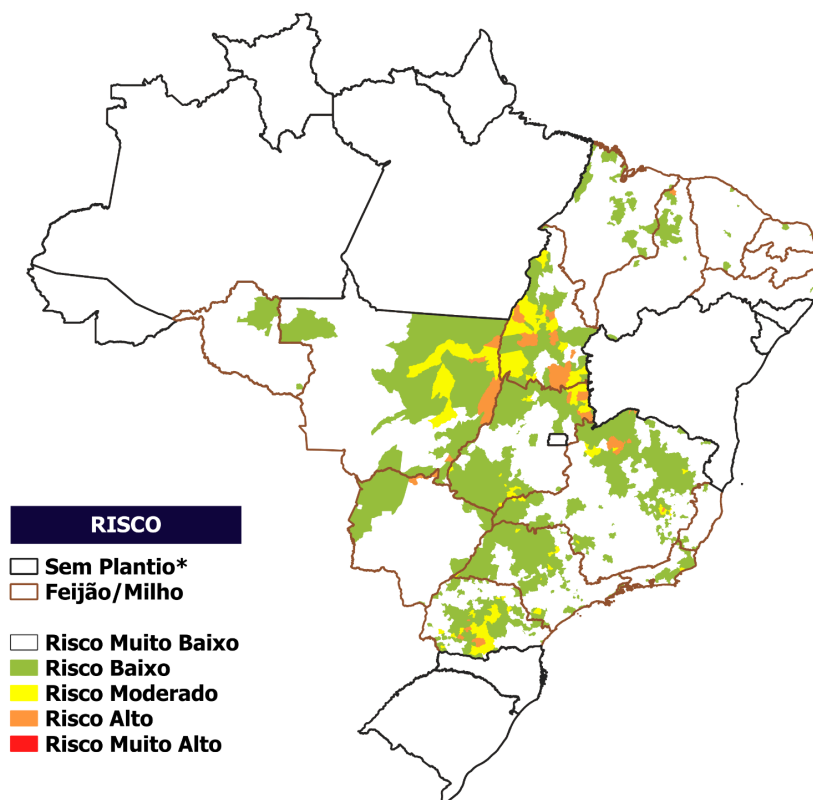 RISCO
Sem Plantio*
Feijão/Milho
Risco Muito Baixo
Risco Baixo
Risco Moderado
Risco Alto
Risco Muito Alto